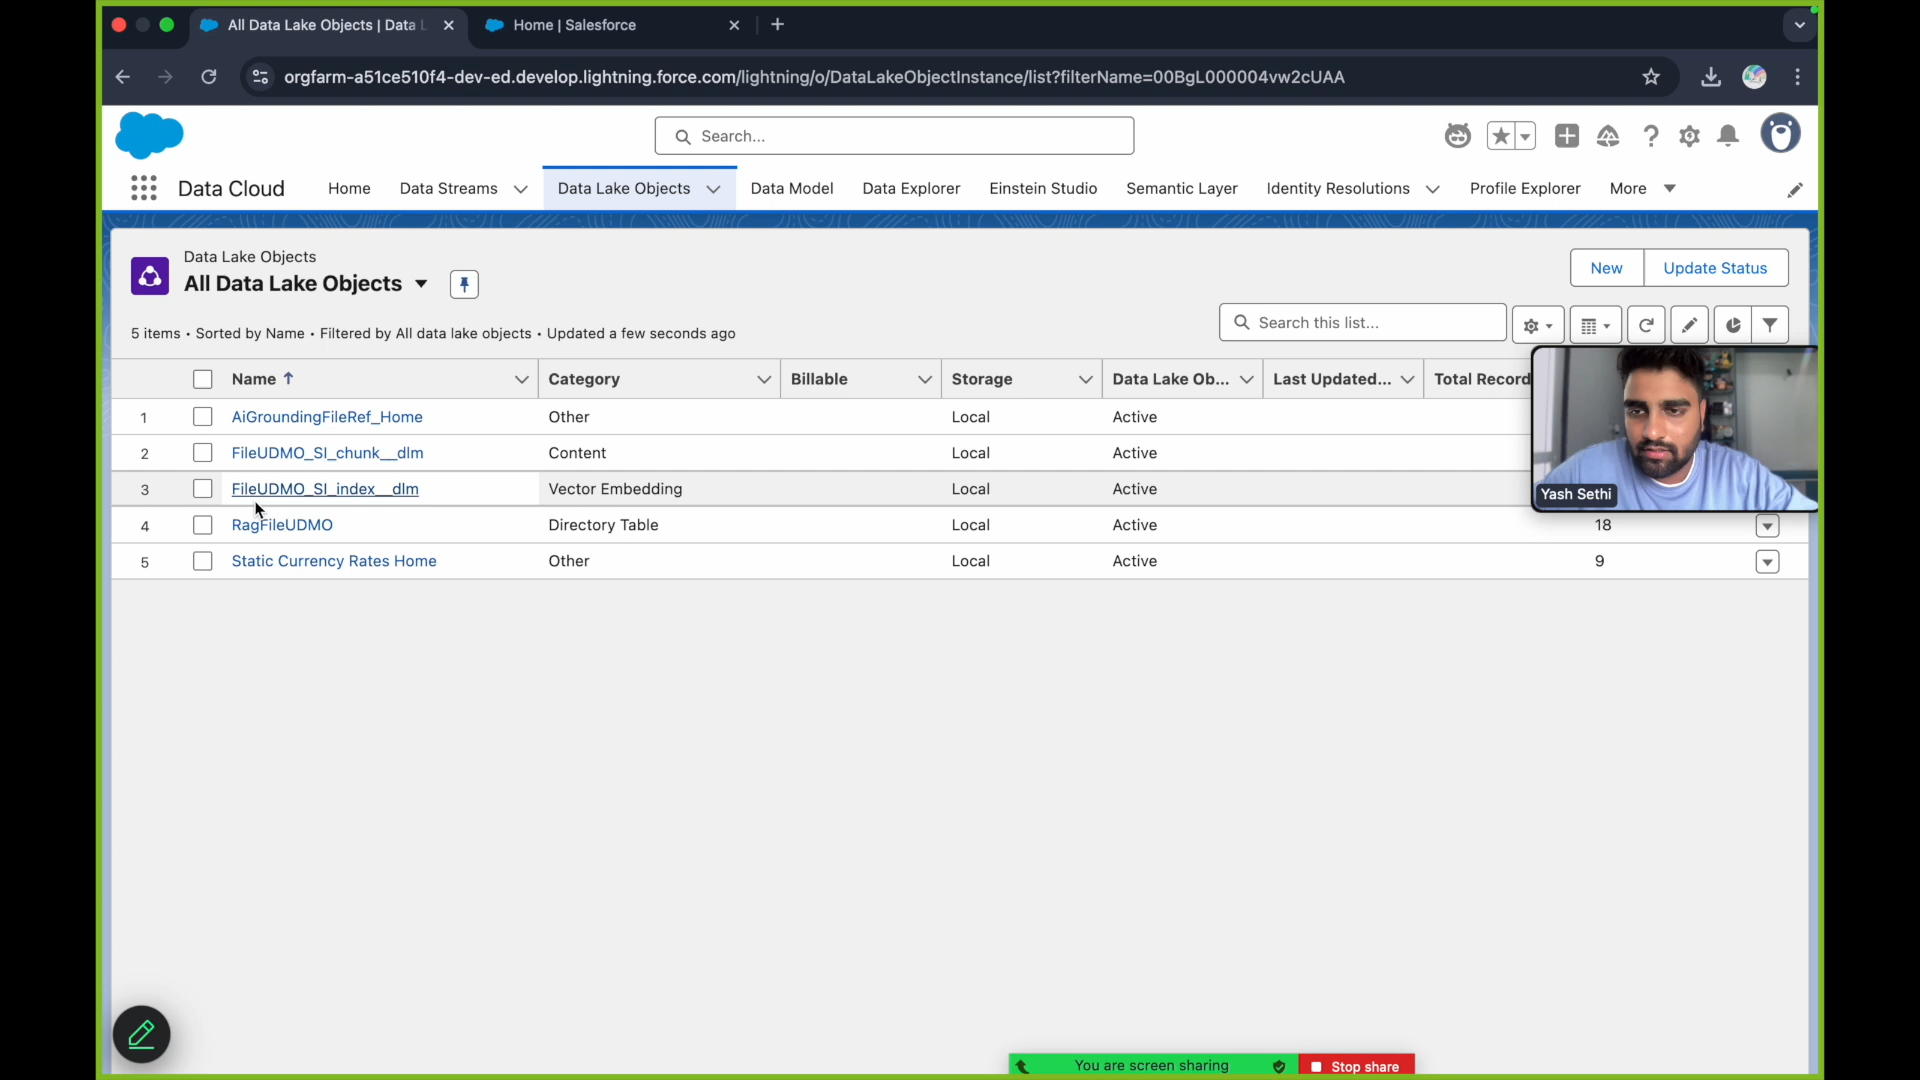 All Data Lake Objects | Data L
Home | Salesforce
orgfarm-a51ce510f4-dev-ed.develop.lightning.force.com/lightning/o/DataLakeObjectInstance/list?filterName=00BgL000004vw2cUAA
Search...
Data Cloud Home Data Streams Data Lake Objects Data Model Data Explorer Einstein Studio Semantic Layer Identity Resolutions Profile Explorer More
Data Lake Objects
All Data Lake Objects
New Update Status
5 items • Sorted by Name • Filtered by All data lake objects • Updated a few seconds ago
Search this list...
Name Category Billable Storage Data Lake Ob... Last Updated... Total Record
1 AiGroundingFileRef_Home Other Local Active
2 FileUDMO_SI_chunk__dlm Content Local Active
3 FileUDMO_SI_index__dlm Vector Embedding Local Active
Yash Sethi
4 RagFileUDMO Directory Table Local Active 18
5 Static Currency Rates Home Other Local Active 9
You are screen sharing Stop share